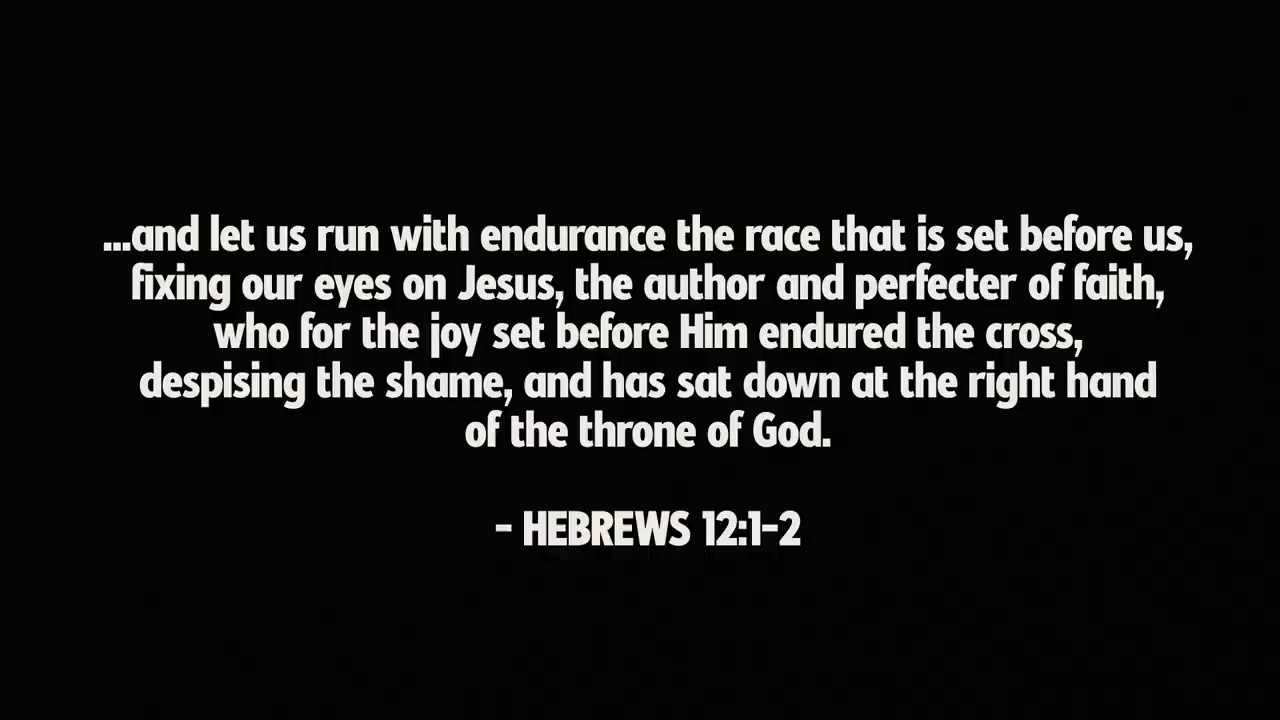 ...and let us run with endurance the race that is set before us,
fixing our eyes on Jesus, the author and perfecter of faith,
who for the joy set before Him endured the cross,
despising the shame, and has sat down at the right hand
of the throne of God.
- HEBREWS 12:1-2